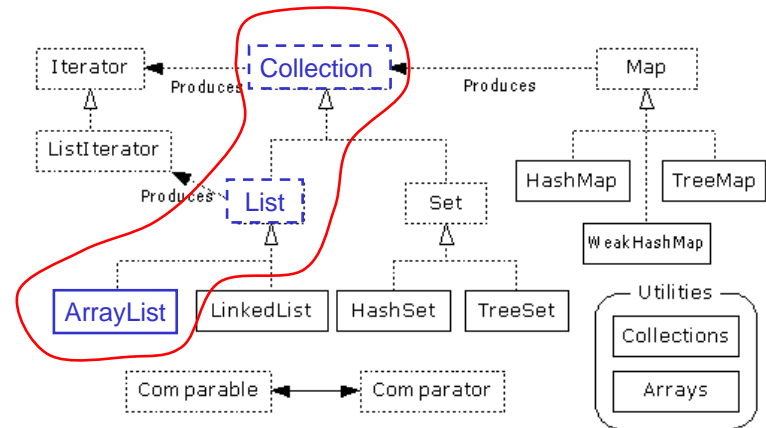 Iterator
Collection
Map
Produces
Produces
ListIterator
Produces
List
Set
HashMap
TreeMap
WeakHashMap
ArrayList
LinkedList
HashSet
TreeSet
Utilities
Collections
Arrays
Comparable
Comparator